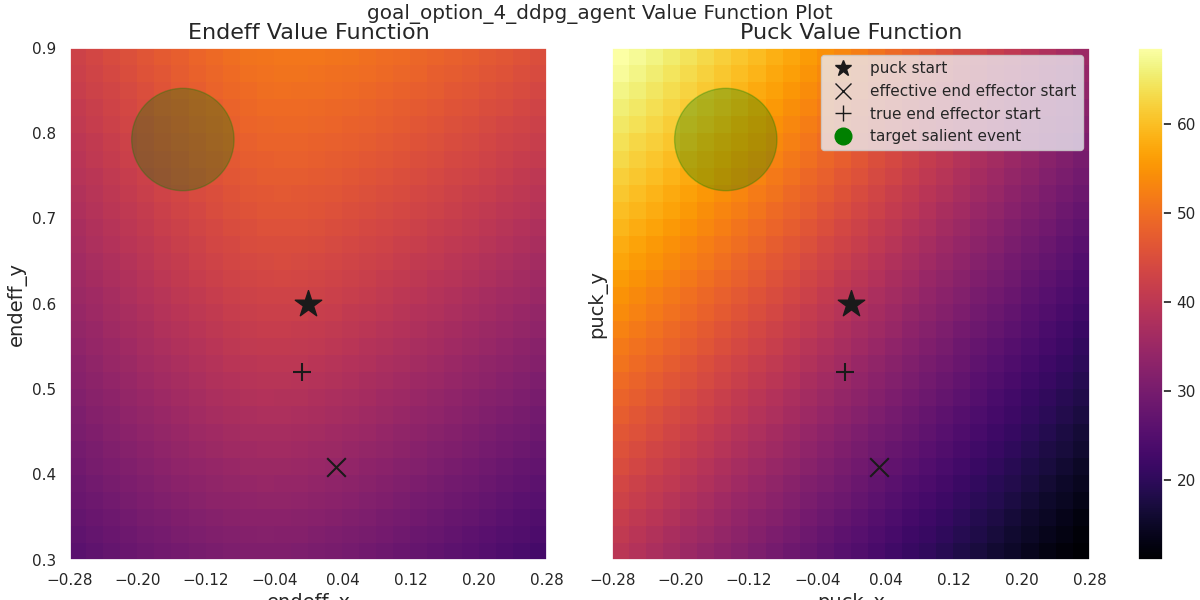 goal_option_4_ddpg_agent Value Function Plot
Endeff Value Function
Puck Value Function
puck start
effective end effector start
true end effector start
target salient event
endeff_y
0.9
0.8
0.7
0.6
0.5
0.4
0.3
−0.28 −0.20 −0.12 −0.04 0.04 0.12 0.20 0.28
endeff_x
puck_y
−0.28 −0.20 −0.12 −0.04 0.04 0.12 0.20 0.28
puck_x
60
50
40
30
20